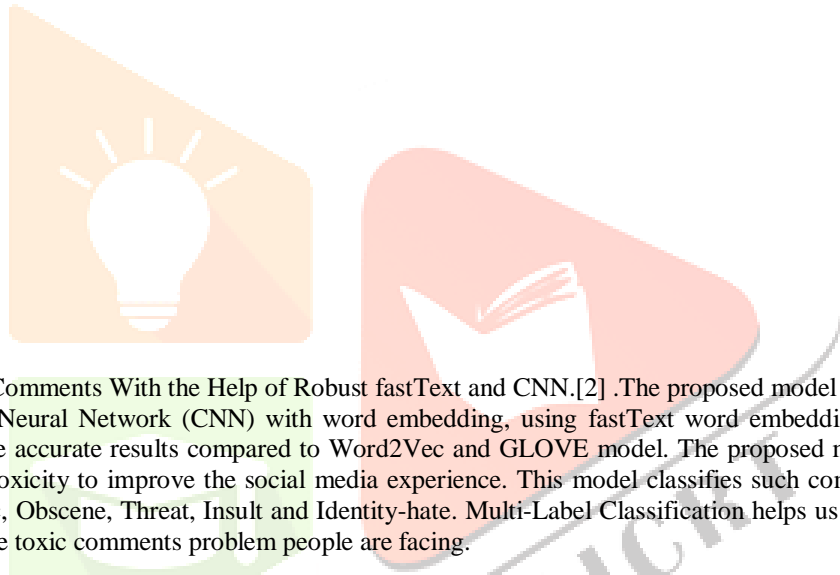 Comments With the Help of Robust fastText and CNN.[2] .The proposed model
Neural Network (CNN) with word embedding, using fastText word
accurate results compared to Word2Vec and GLOVE model. The proposed
to improve the social media experience. This model classifies such
Obscene, Threat, Insult and Identity-hate. Multi-Label Classification helps us
toxic comments problem people are facing.